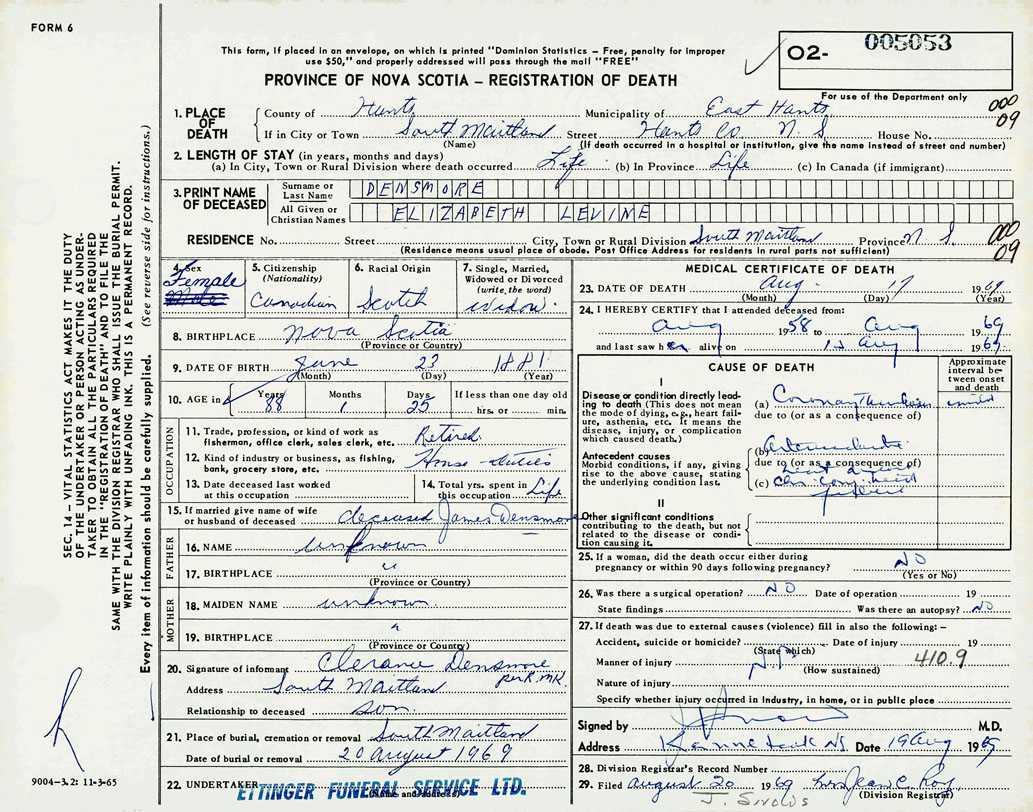 FORM 6
This form, if placed in an envelope, on which is printed "Dominion Statistics – Free, penalty for improper
use $50," and properly addressed will pass through the mail "FREE"
O2- 005053
PROVINCE OF NOVA SCOTIA – REGISTRATION OF DEATH
For use of the Department only
1. PLACE OF DEATH
County of Hants Municipality of East Hants 000 09
If in City or Town South Maitland Street Hants Co N. S House No.
(Name) (If death occurred in a hospital or institution, give the name instead of street and number)
2. LENGTH OF STAY (in years, months and days)
(a) In City, Town or Rural Division where death occurred Life (b) In Province Life (c) In Canada (if immigrant)
3. PRINT NAME OF DECEASED
Surname or Last Name DENSMORE
All Given or Christian Names ELIZABETH LEVINE
RESIDENCE No. Street City, Town or Rural Division South Maitland Province N. S. 000 09
(Residence means usual place of abode. Post Office Address for residents in rural parts not sufficient)
4. Sex Female Male
5. Citizenship (Nationality) Canadian
6. Racial Origin Scotch
7. Single, Married, Widowed or Divorced (write the word) Widow.
8. BIRTHPLACE Nova Scotia
(Province or Country)
9. DATE OF BIRTH June 23 1881
(Month) (Day) (Year)
10. AGE in Years 88 Months 1 Days 25 If less than one day old hrs. or min.
OCCUPATION
11. Trade, profession, or kind of work as fisherman, office clerk, sales clerk, etc. Retired.
12. Kind of industry or business, as fishing, bank, grocery store, etc. House duties
13. Date deceased last worked at this occupation
14. Total yrs. spent in this occupation Life
15. If married give name of wife or husband of deceased deceased James Densmore
FATHER
16. NAME unknown
17. BIRTHPLACE "
(Province or Country)
MOTHER
18. MAIDEN NAME unknown.
19. BIRTHPLACE "
(Province or Country)
20. Signature of informant Clerance Densmore
per R. MK.
Address South Maitland
Relationship to deceased son.
21. Place of burial, cremation or removal South Maitland
Date of burial or removal 20 August 1969
22. UNDERTAKER ETTINGER FUNERAL SERVICE LTD.
(Name and address)
MEDICAL CERTIFICATE OF DEATH
23. DATE OF DEATH Aug. 17 1969
(Month) (Day) (Year)
24. I HEREBY CERTIFY that I attended deceased from:
Aug 1958 to Aug 1969
and last saw her alive on 12 Aug 1969.
CAUSE OF DEATH
Approximate interval between onset and death
I
Disease or condition directly leading to death (This does not mean the mode of dying, e.g., heart failure, asthenia, etc. It means the disease, injury, or complication which caused death.)
(a) Coronary
due to (or as a consequence of)
Antecedent causes
Morbid conditions, if any, giving rise to the above cause, stating the underlying condition last.
(b)
due to (or as a consequence of)
heart
(c)
II
Other significant conditions contributing to the death, but not related to the disease or condition causing it.
25. If a woman, did the death occur either during pregnancy or within 90 days following pregnancy? NO
(Yes or No)
26. Was there a surgical operation? NO Date of operation 19
State findings Was there an autopsy? NO
27. If death was due to external causes (violence) fill in also the following: –
Accident, suicide or homicide? Date of injury 19
(State which)
Manner of injury 410.9
(How sustained)
Nature of injury
Specify whether injury occurred in industry, in home, or in public place
Signed by M.D.
Address Date 19 Aug 1969
28. Division Registrar's Record Number
29. Filed August 20 1969 Mrs Jean C. Roy
(Division Registrar)
SEC. 14 – VITAL STATISTICS ACT MAKES IT THE DUTY
OF THE UNDERTAKER OR PERSON ACTING AS UNDER-
TAKER TO OBTAIN ALL THE PARTICULARS REQUIRED
IN THE "REGISTRATION OF DEATH" AND TO FILE THE
SAME WITH THE DIVISION REGISTRAR WHO SHALL ISSUE THE BURIAL PERMIT.
WRITE PLAINLY WITH UNFADING INK. THIS IS A PERMANENT RECORD.
Every item of information should be carefully supplied. (See reverse side for instructions.)
9004-3.2: 11-3-65